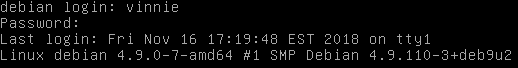 debian login: vinnie
Password:
Last login: Fri Nov 16 17:19:48 EST 2018 on tty1
Linux debian 4.9.0-7-amd64 #1 SMP Debian 4.9.110-3+deb9u2